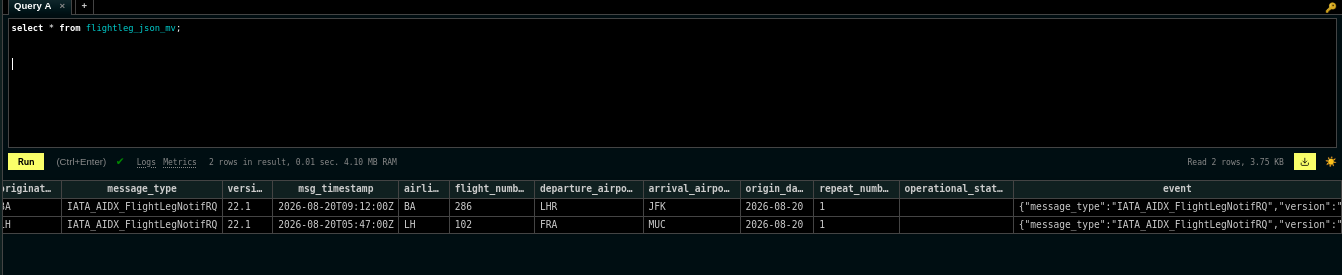 Query A × +
select * from flightleg_json_mv;
Run (Ctrl+Enter) ✔ Logs Metrics 2 rows in result, 0.01 sec. 4.10 MB RAM Read 2 rows, 3.75 KB
originat… message_type versi… msg_timestamp airli… flight_numb… departure_airpo… arrival_airpo… origin_da… repeat_numb… operational_stat… event
BA IATA_AIDX_FlightLegNotifRQ 22.1 2026-08-20T09:12:00Z BA 286 LHR JFK 2026-08-20 1 {"message_type":"IATA_AIDX_FlightLegNotifRQ","version":"
LH IATA_AIDX_FlightLegNotifRQ 22.1 2026-08-20T05:47:00Z LH 102 FRA MUC 2026-08-20 1 {"message_type":"IATA_AIDX_FlightLegNotifRQ","version":"